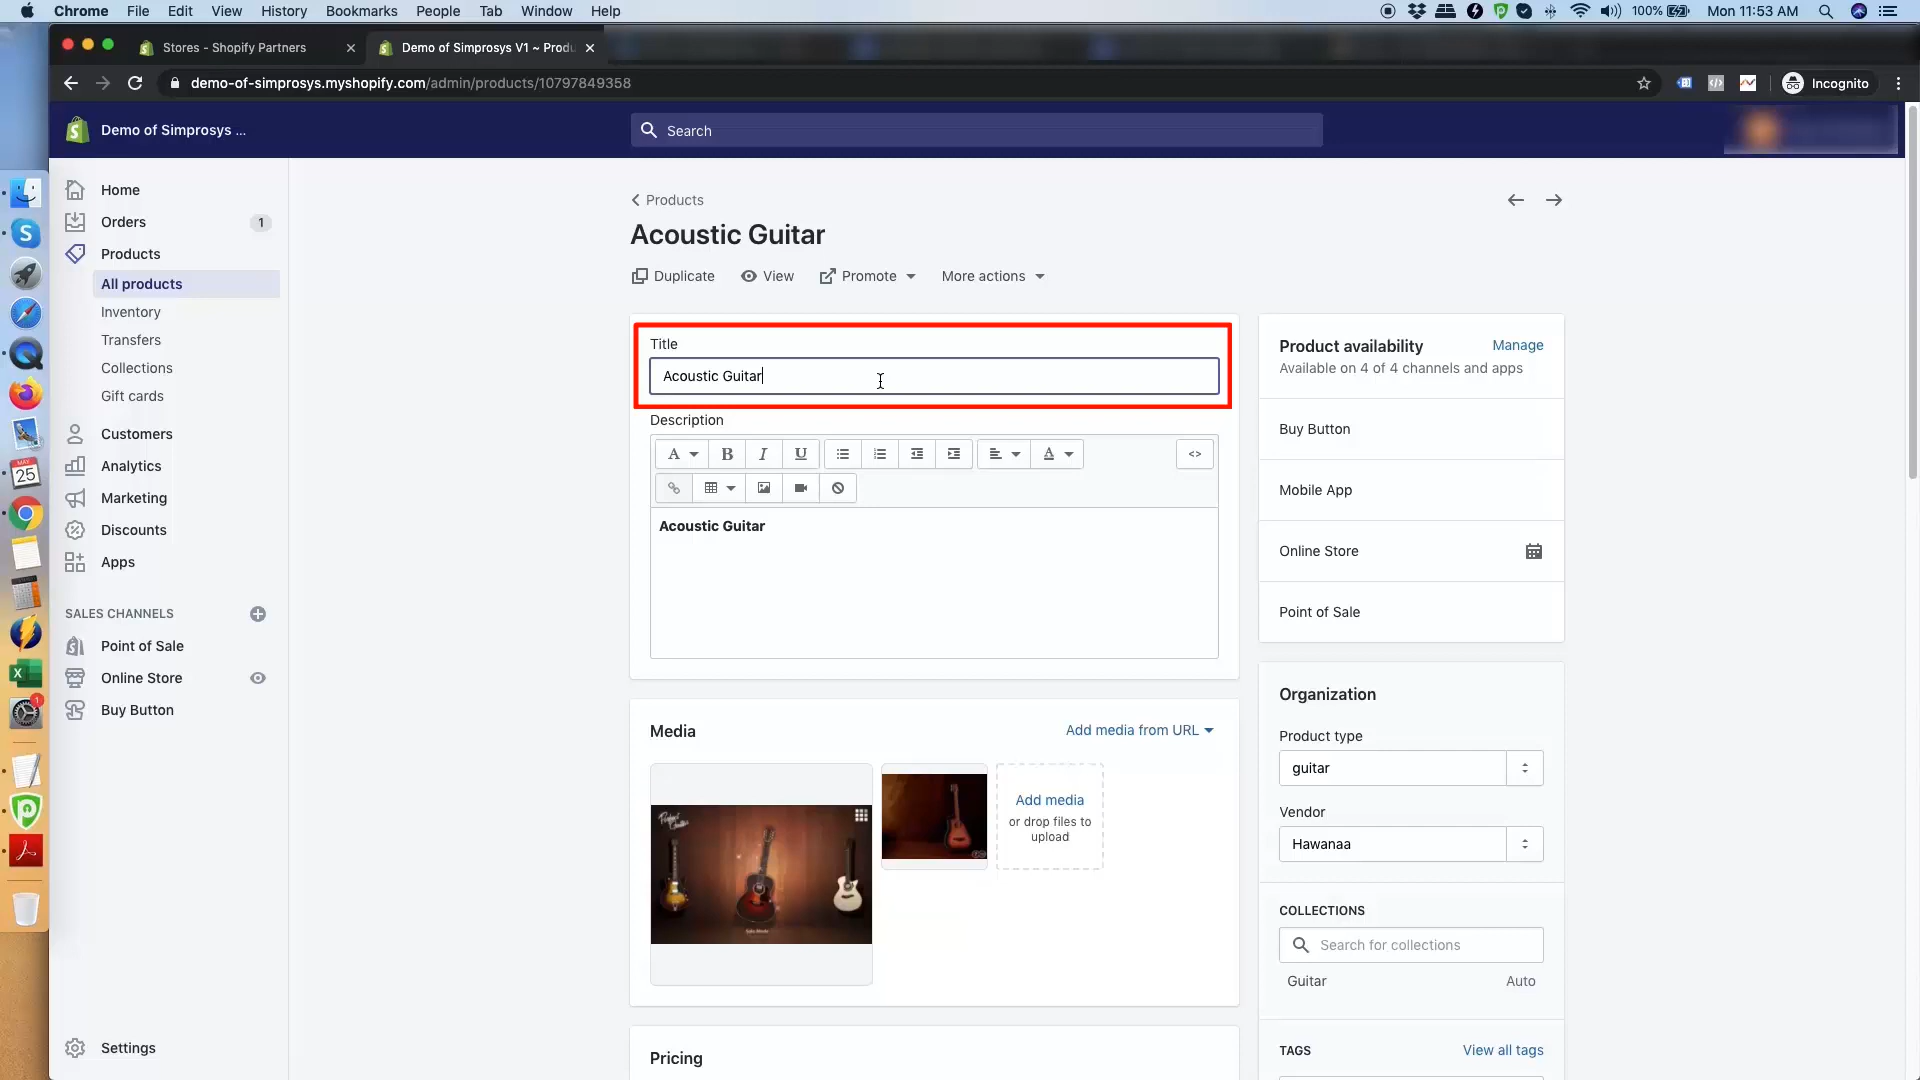 Chrome File Edit View History Bookmarks People Tab Window Help
100% Mon 11:53 AM
Stores - Shopify Partners
Demo of Simprosys V1 ~ Produ
demo-of-simprosys.myshopify.com/admin/products/10797849358
Incognito
Demo of Simprosys ...
Search
Home
Orders 1
Products
All products
Inventory
Transfers
Collections
Gift cards
Customers
Analytics
Marketing
Discounts
Apps
SALES CHANNELS
Point of Sale
Online Store
Buy Button
Settings
Products
Acoustic Guitar
Duplicate View Promote More actions
Title
Acoustic Guitar
Description
A B I U A <>
Acoustic Guitar
Media
Add media from URL
Add media
or drop files to
upload
Pricing
Product availability Manage
Available on 4 of 4 channels and apps
Buy Button
Mobile App
Online Store
Point of Sale
Organization
Product type
guitar
Vendor
Hawanaa
COLLECTIONS
Search for collections
Guitar Auto
TAGS View all tags
MAY
25
1